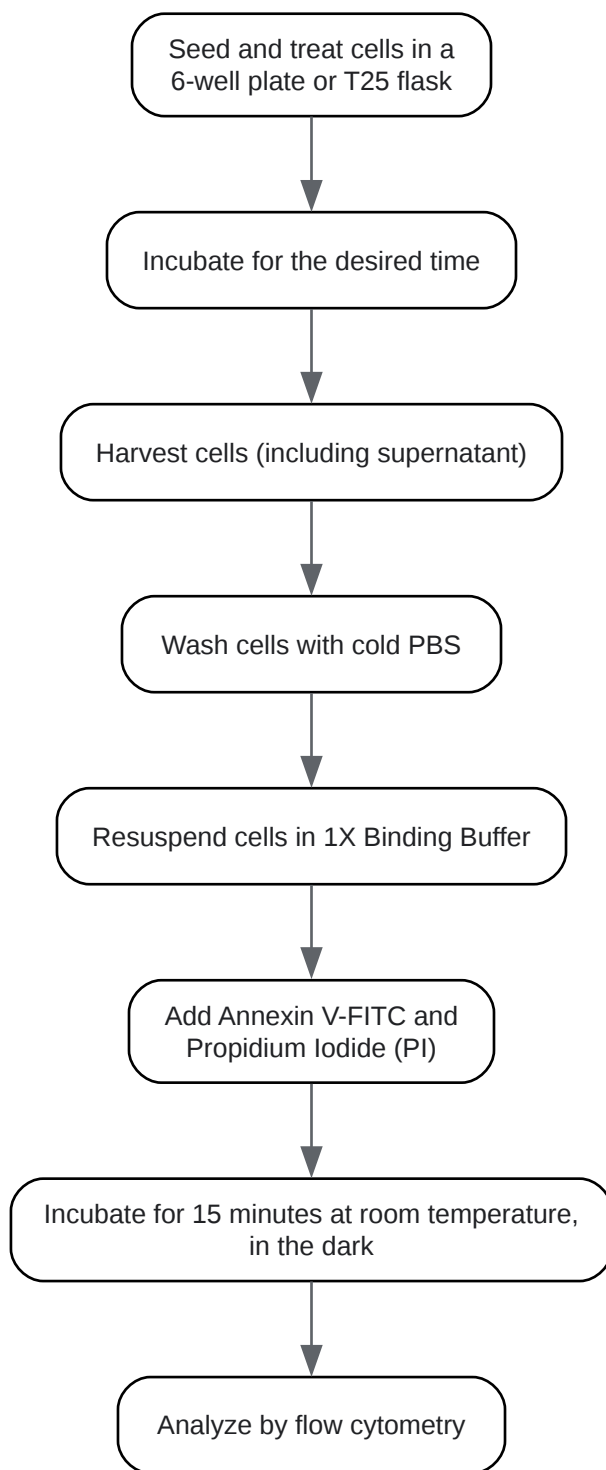 Seed and treat cells in a
6-well plate or T25 flask
Incubate for the desired time
Harvest cells (including supernatant)
Wash cells with cold PBS
Resuspend cells in 1X Binding Buffer
Add Annexin V-FITC and
Propidium Iodide (PI)
Incubate for 15 minutes at room temperature,
in the dark
Analyze by flow cytometry